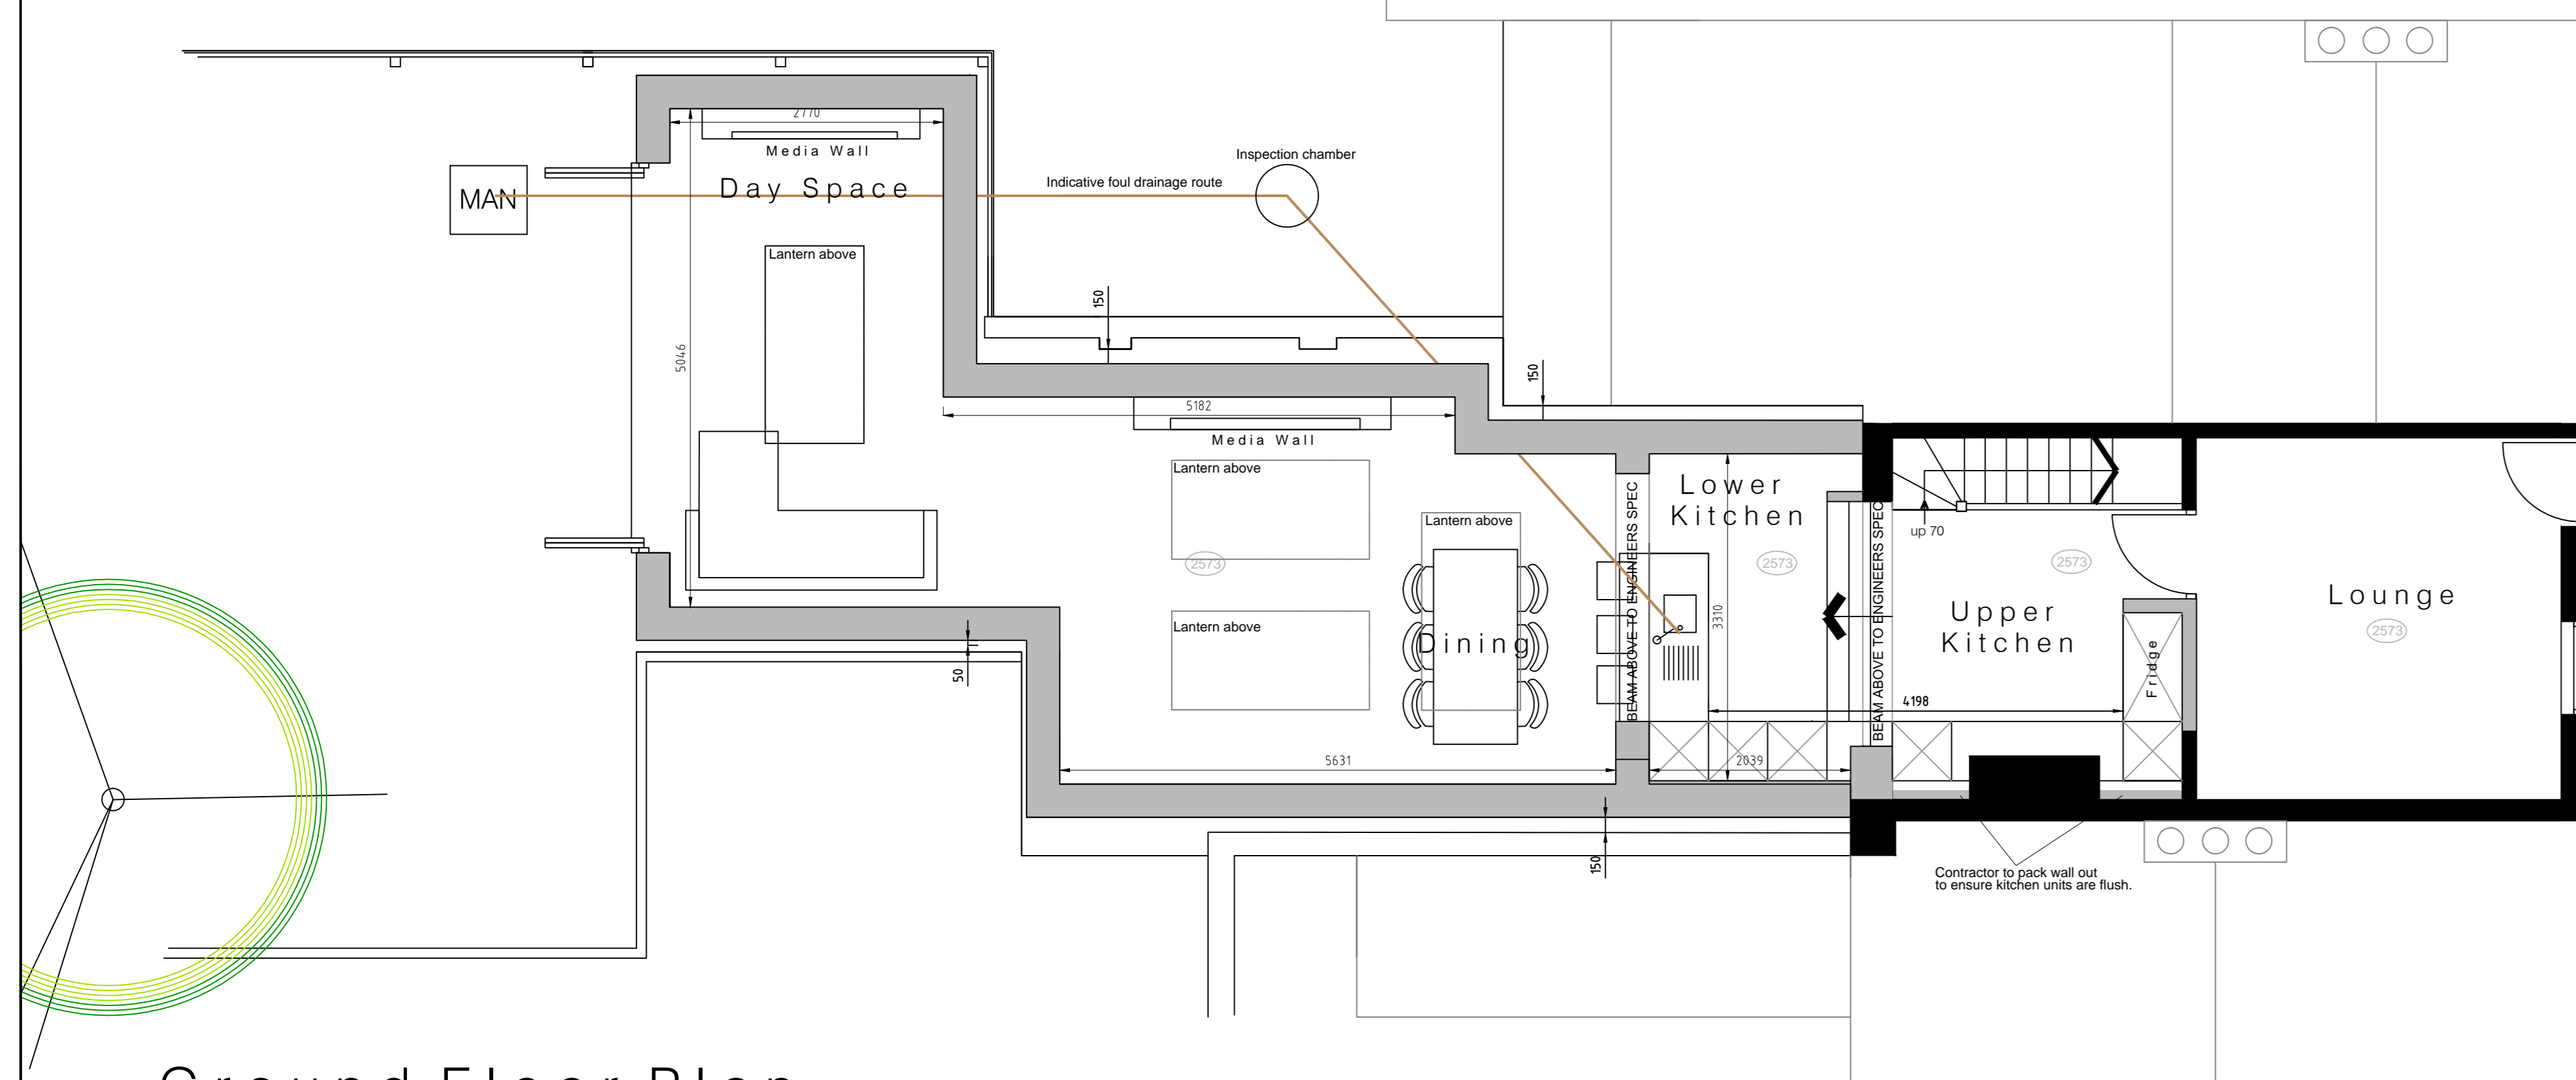 2770
Media Wall
Inspection chamber
Indicative foul drainage route
Day Space
MAN
Lantern above
150
5046
150
5182
Media Wall
Lantern above
Lower
Kitchen
Lantern above
BEAM ABOVE TO ENGINEERS SPEC
BEAM ABOVE TO ENGINEERS SPEC
up 70
2573
2573
2573
Lounge
2573
Upper
Kitchen
3310
Lantern above
Dining
Fridge
50
4198
5631
2039
150
Contractor to pack wall out
to ensure kitchen units are flush.
Ground Floor Plan